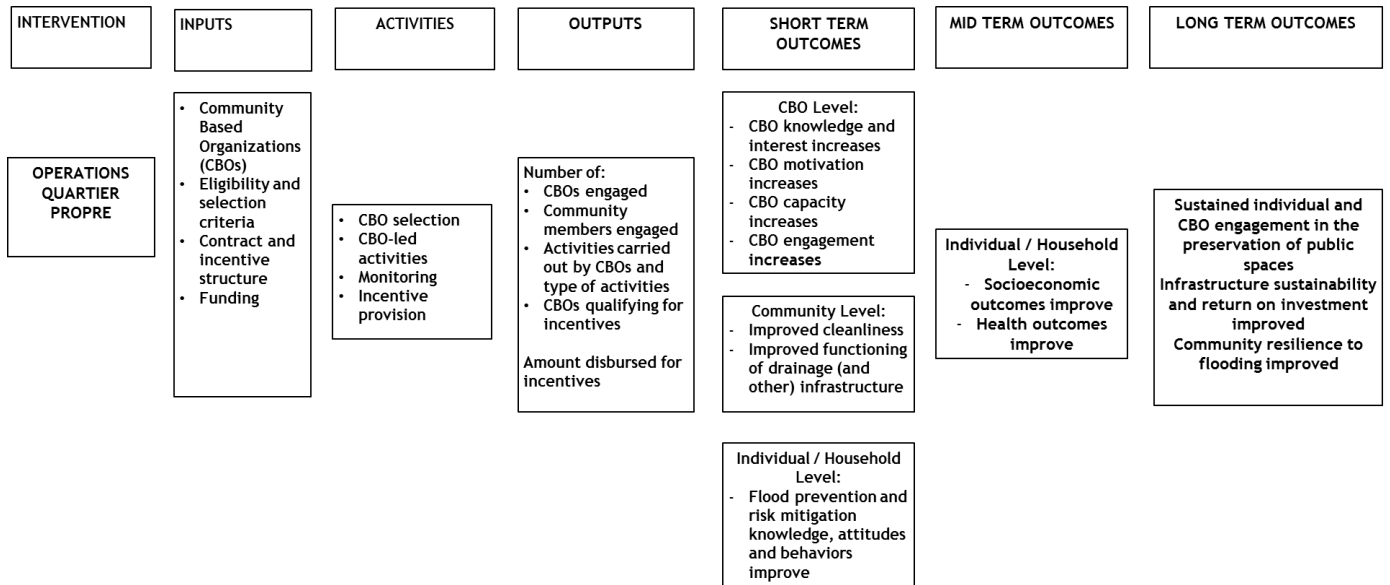 INTERVENTION
INPUTS
ACTIVITIES
OUTPUTS
SHORT TERM
OUTCOMES
MID TERM OUTCOMES
LONG TERM OUTCOMES
OPERATIONS
QUARTIER
PROPRE
• Community
Based
Organizations
(CBOs)
• Eligibility and
selection
criteria
• Contract and
incentive
structure
• Funding
• CBO selection
• CBO-led
activities
• Monitoring
• Incentive
provision
Number of:
• CBOs engaged
• Community
members engaged
• Activities carried
out by CBOs and
type of activities
• CBOs qualifying for
incentives
Amount disbursed for
incentives
CBO Level:
- CBO knowledge and
interest increases
- CBO motivation
increases
- CBO capacity
increases
- CBO engagement
increases
Community Level:
- Improved cleanliness
- Improved functioning
of drainage (and
other) infrastructure
Individual / Household
Level:
- Flood prevention and
risk mitigation
knowledge, attitudes
and behaviors
improve
Individual / Household
Level:
- Socioeconomic
outcomes improve
- Health outcomes
improve
Sustained individual and
CBO engagement in the
preservation of public
spaces
Infrastructure sustainability
and return on investment
improved
Community resilience to
flooding improved